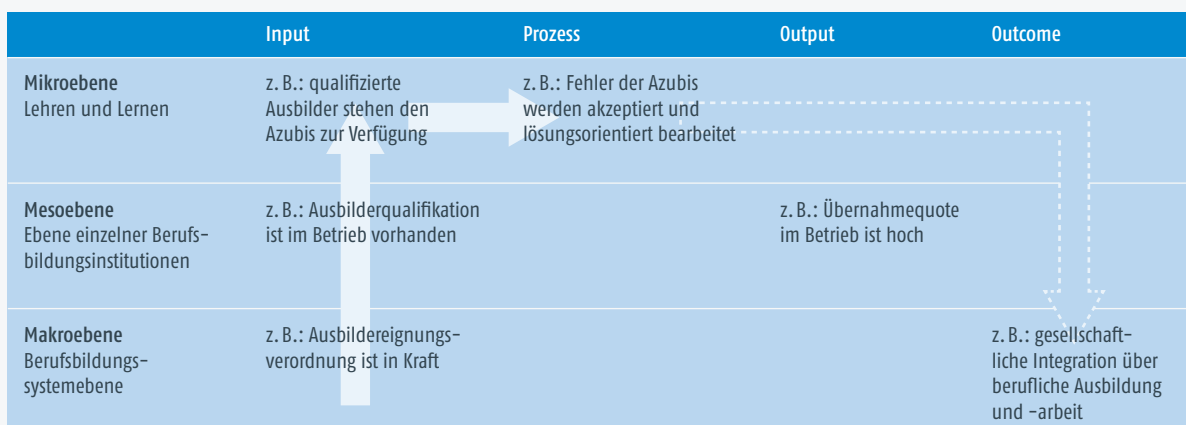 Input Prozess Output Outcome
Mikroebene
Lehren und Lernen
z. B.: qualifizierte
Ausbilder stehen den
Azubis zur Verfügung
z. B.: Fehler der Azubis
werden akzeptiert und
lösungsorientiert bearbeitet
Mesoebene
Ebene einzelner Berufs-
bildungsinstitutionen
z. B.: Ausbilderqualifikation
ist im Betrieb vorhanden
z. B.: Übernahmequote
im Betrieb ist hoch
Makroebene
Berufsbildungs-
systemebene
z. B.: Ausbildereignungs-
verordnung ist in Kraft
z. B.: gesellschaft-
liche Integration über
berufliche Ausbildung
und -arbeit